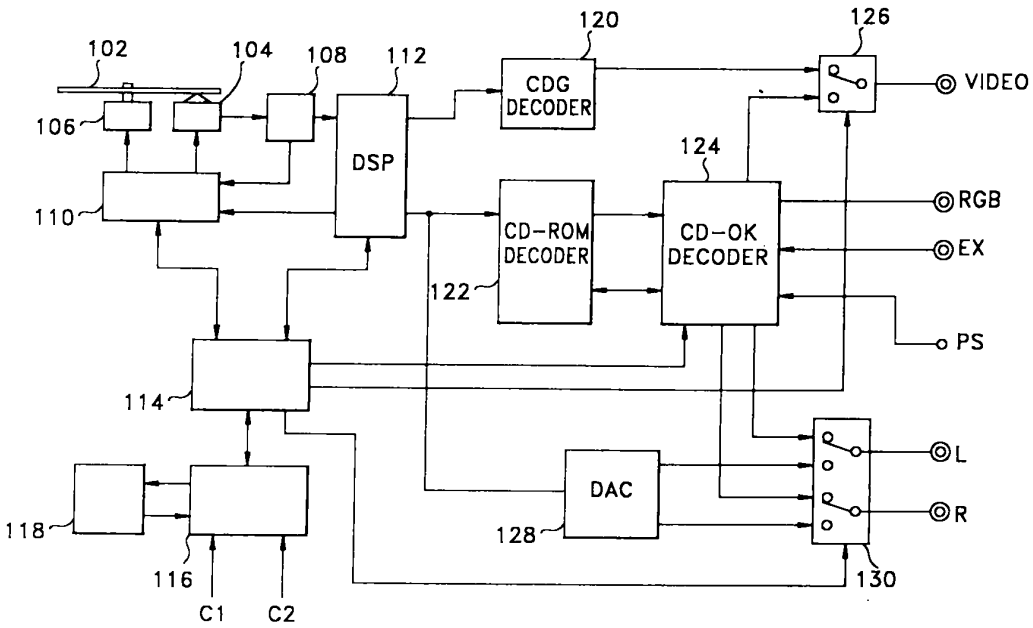 102
104
108
112
120
126
106
CDG
DECODER
VIDEO
DSP
124
110
CD-ROM
DECODER
122
CD-OK
DECODER
RGB
EX
PS
114
118
116
C1
C2
DAC
128
L
R
130